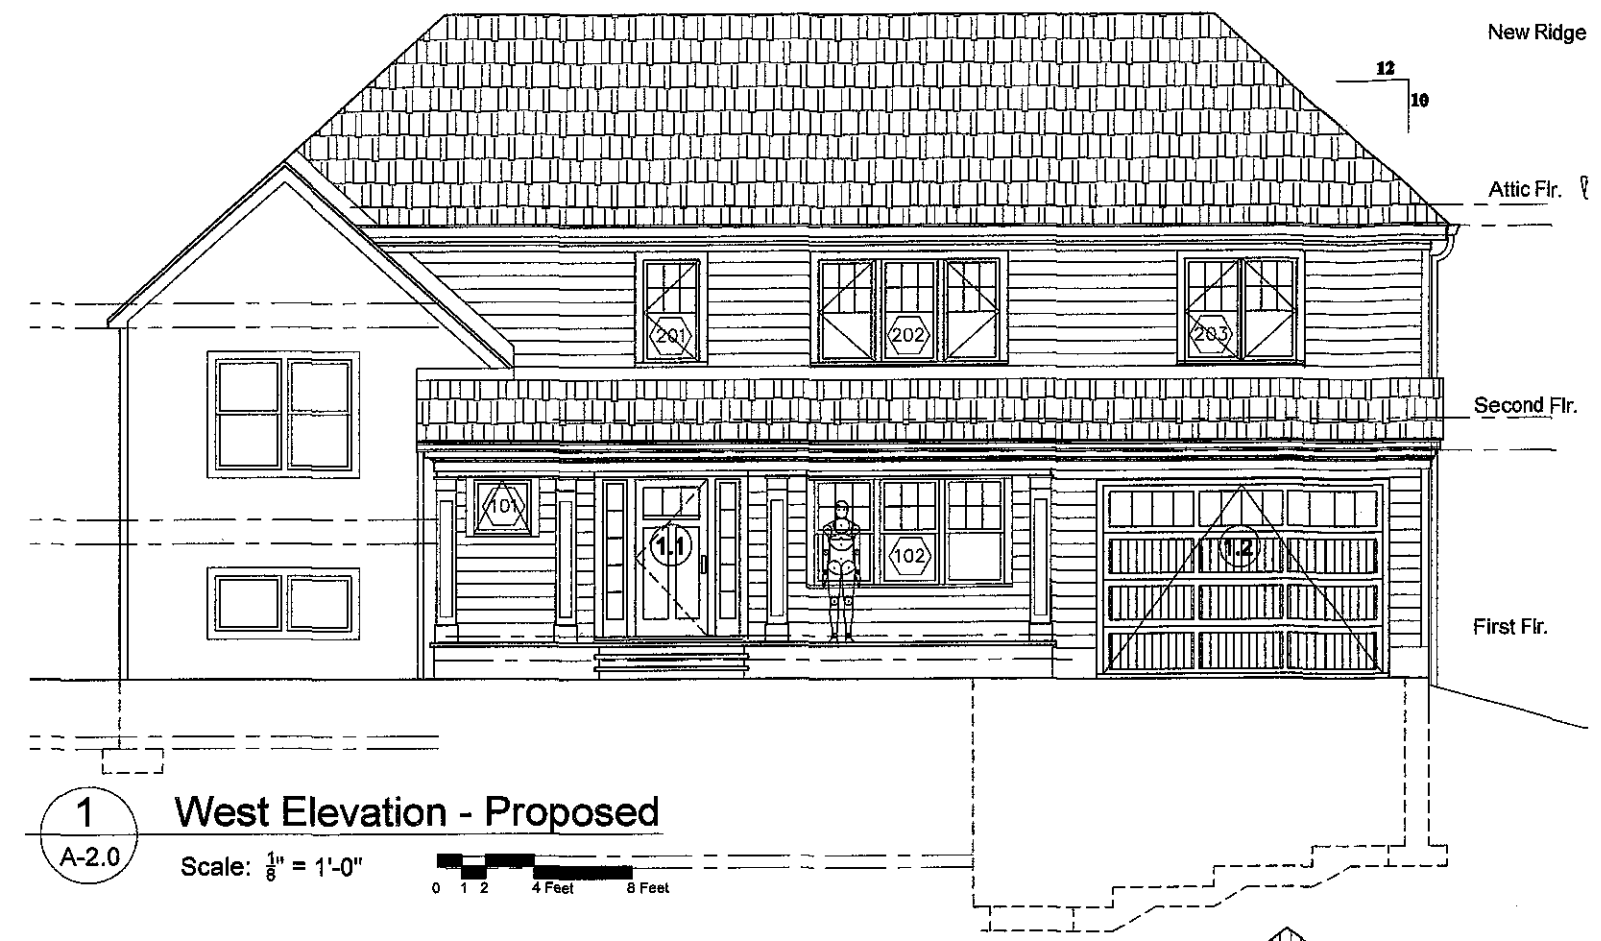 New Ridge
12
10
Attic Flr.
201
202
203
Second Flr.
101
1.1
102
1.2
First Flr.
1
West Elevation - Proposed
A-2.0
Scale: 1/8" = 1'-0"
0 1 2 4 Feet 8 Feet